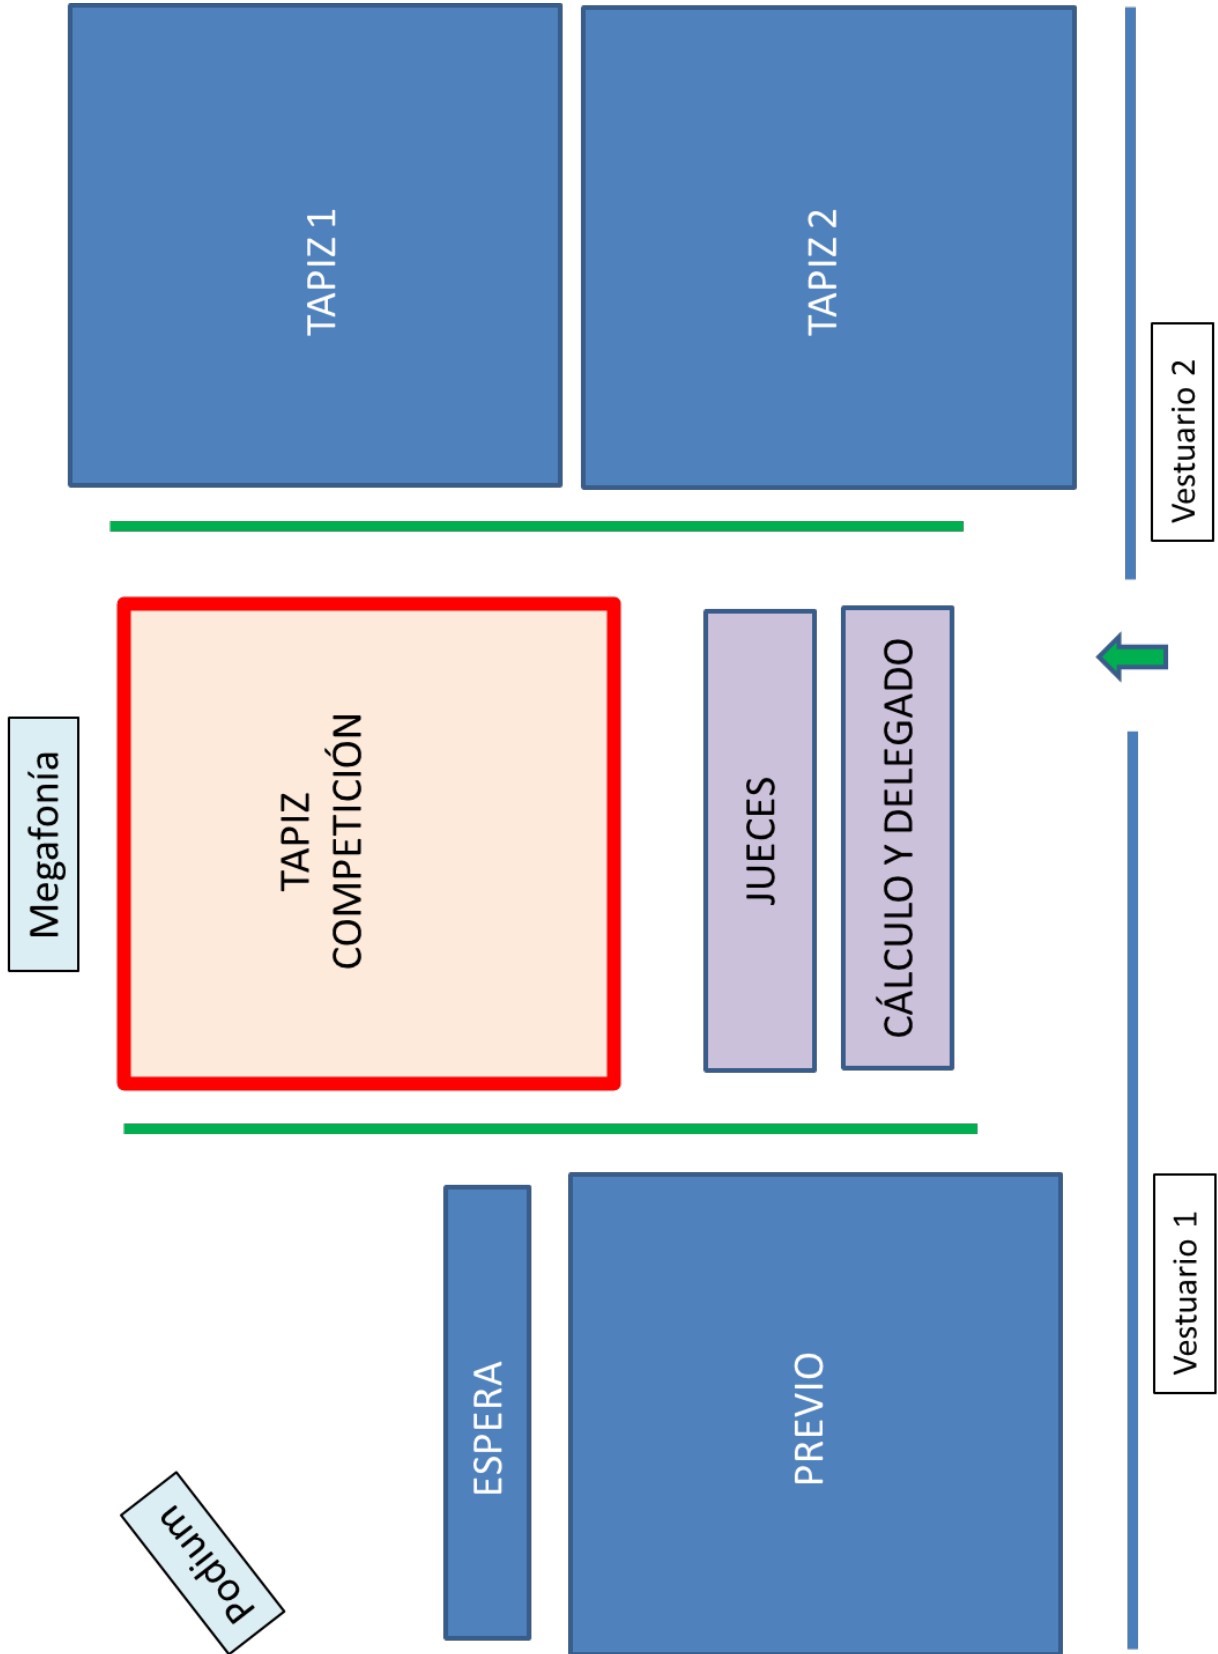 Megafonía
Podium
TAPIZ
COMPETICIÓN
TAPIZ 1
ESPERA
JUECES
PREVIO
CÁLCULO Y DELEGADO
TAPIZ 2
Vestuario 1
Vestuario 2